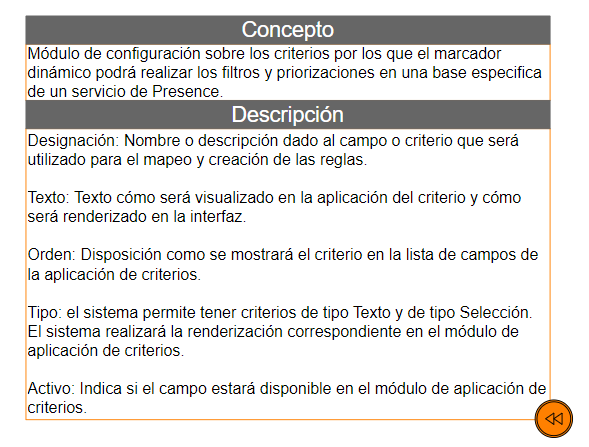 Concepto
Módulo de configuración sobre los criterios por los que el marcador
dinámico podrá realizar los filtros y priorizaciones en una base especifica
de un servicio de Presence.
Descripción
Designación: Nombre o descripción dado al campo o criterio que será
utilizado para el mapeo y creación de las reglas.
Texto: Texto cómo será visualizado en la aplicación del criterio y cómo
será renderizado en la interfaz.
Orden: Disposición como se mostrará el criterio en la lista de campos de
la aplicación de criterios.
Tipo: el sistema permite tener criterios de tipo Texto y de tipo Selección.
El sistema realizará la renderización correspondiente en el módulo de
aplicación de criterios.
Activo: Indica si el campo estará disponible en el módulo de aplicación de
criterios.